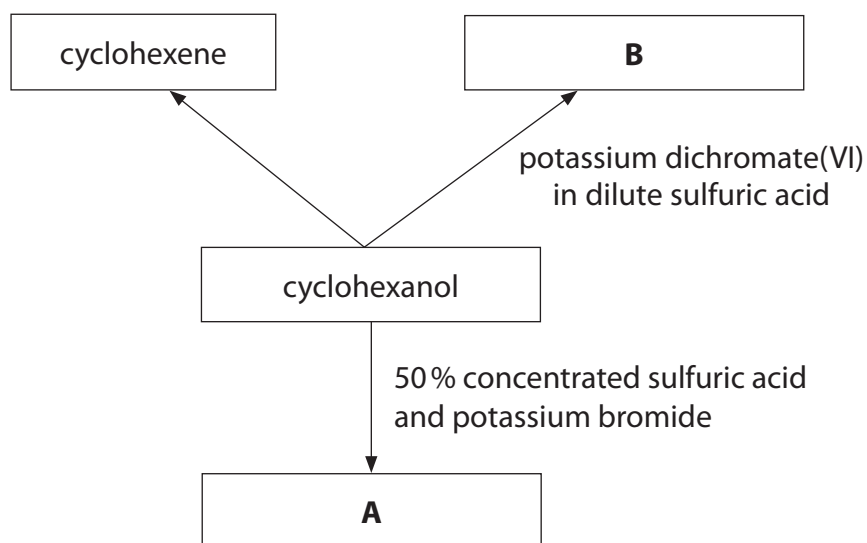 cyclohexene
B
potassium dichromate(VI)
in dilute sulfuric acid
cyclohexanol
50% concentrated sulfuric acid
and potassium bromide
A